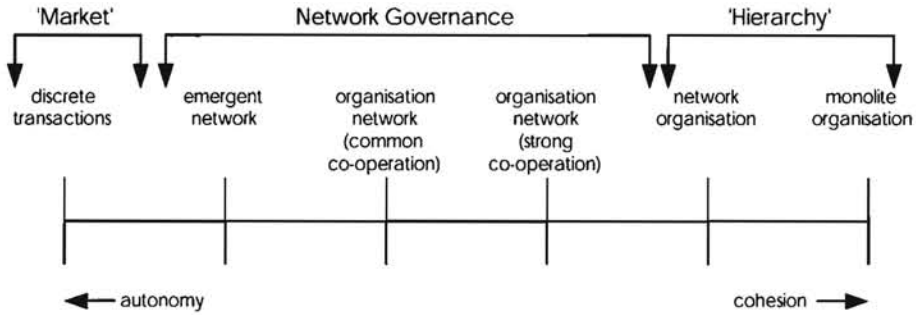 'Market'
Network Governance
'Hierarchy'
discrete
transactions
emergent
network
organisation
network
(common
co-operation)
organisation
network
(strong
co-operation)
network
organisation
monolite
organisation
autonomy
cohesion